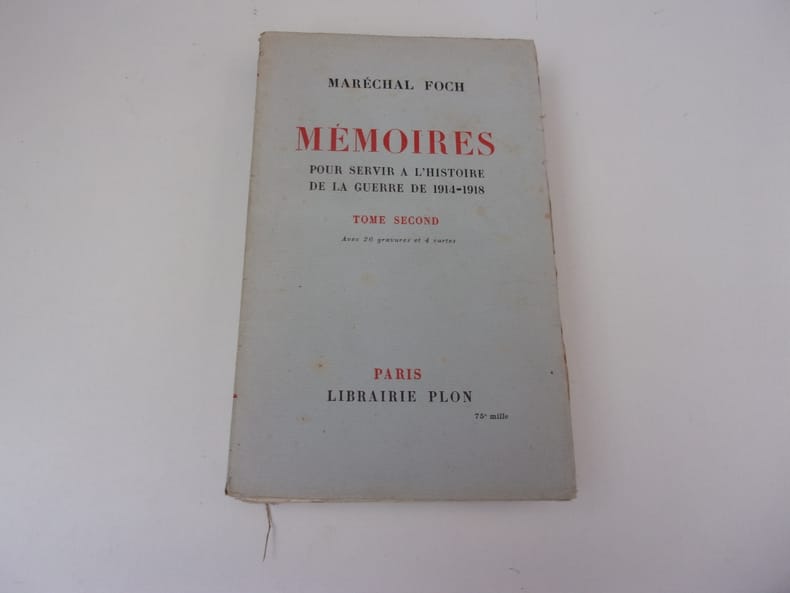 MARÉCHAL FOCH
MÉMOIRES
POUR SERVIR A L'HISTOIRE
DE LA GUERRE DE 1914-1918
TOME SECOND
Avec 20 gravures et 4 cartes
PARIS
LIBRAIRIE PLON
75e mille